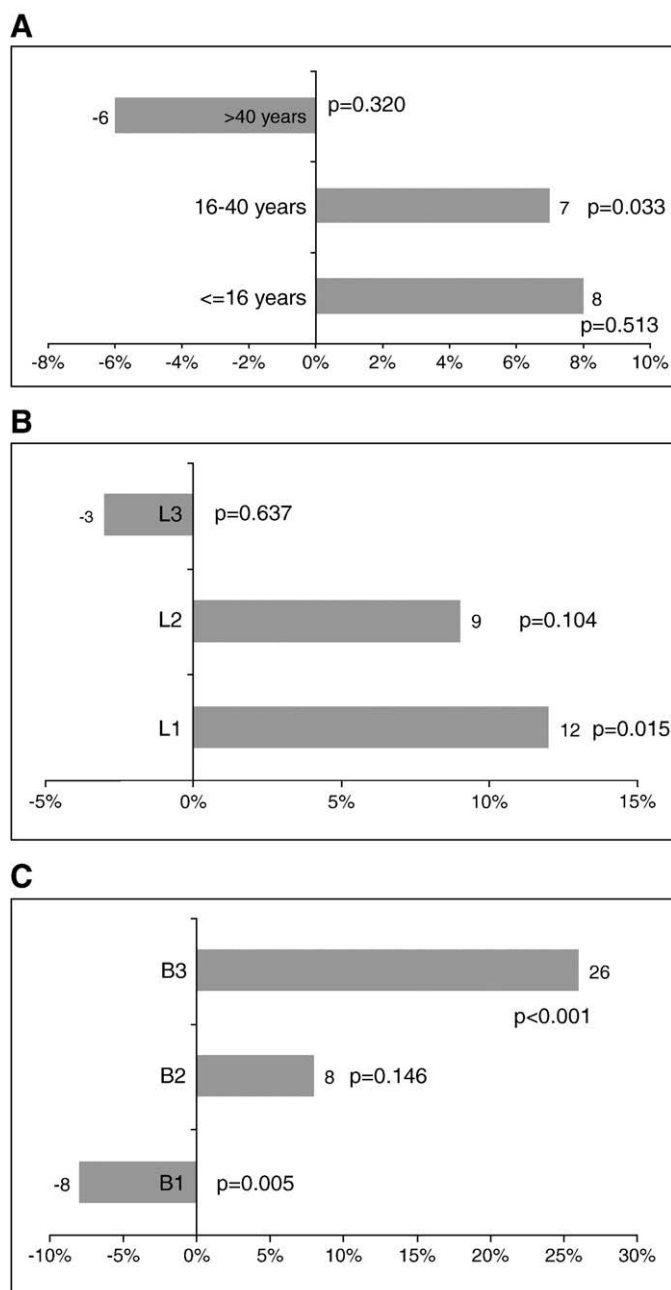 A
-6 >40 years p=0.320
16-40 years 7 p=0.033
<=16 years 8
p=0.513
-8% -6% -4% -2% 0% 2% 4% 6% 8% 10%
B
-3 L3 p=0.637
L2 9 p=0.104
L1 12 p=0.015
-5% 0% 5% 10% 15%
C
B3 26
p<0.001
B2 8 p=0.146
-8 B1 p=0.005
-10% -5% 0% 5% 10% 15% 20% 25% 30%